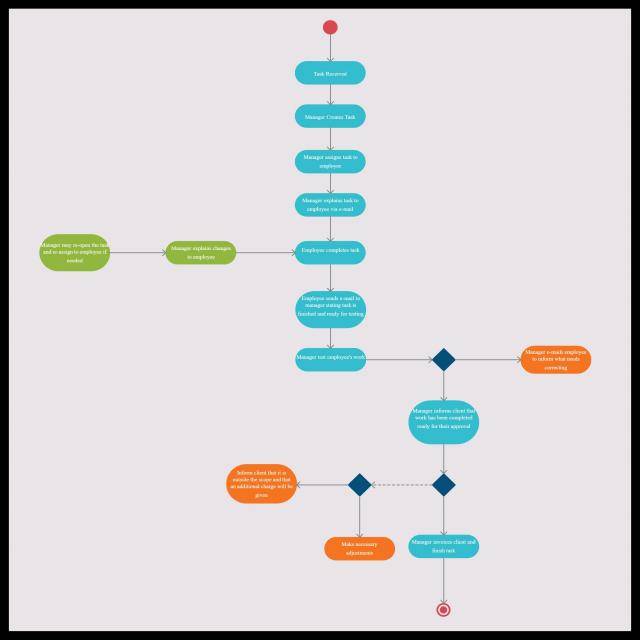 Task Received
Manager Creates Task
Manager assigns task to
employee
Manager explains task to
employee via e-mail
Manager may re-open the task
and re-assign to employee if
needed
Manager explains changes
to employee
Employee completes task
Employee sends e-mail to
manager stating task is
finished and ready for testing
Manager test employee's work
Manager e-mails employee
to inform what needs
correcting
Manager informs client that
work has been completed
ready for their approval
Inform client that it is
outside the scope and that
an additional charge will be
given
Make necessary
adjustments
Manager invoices client and
finish task